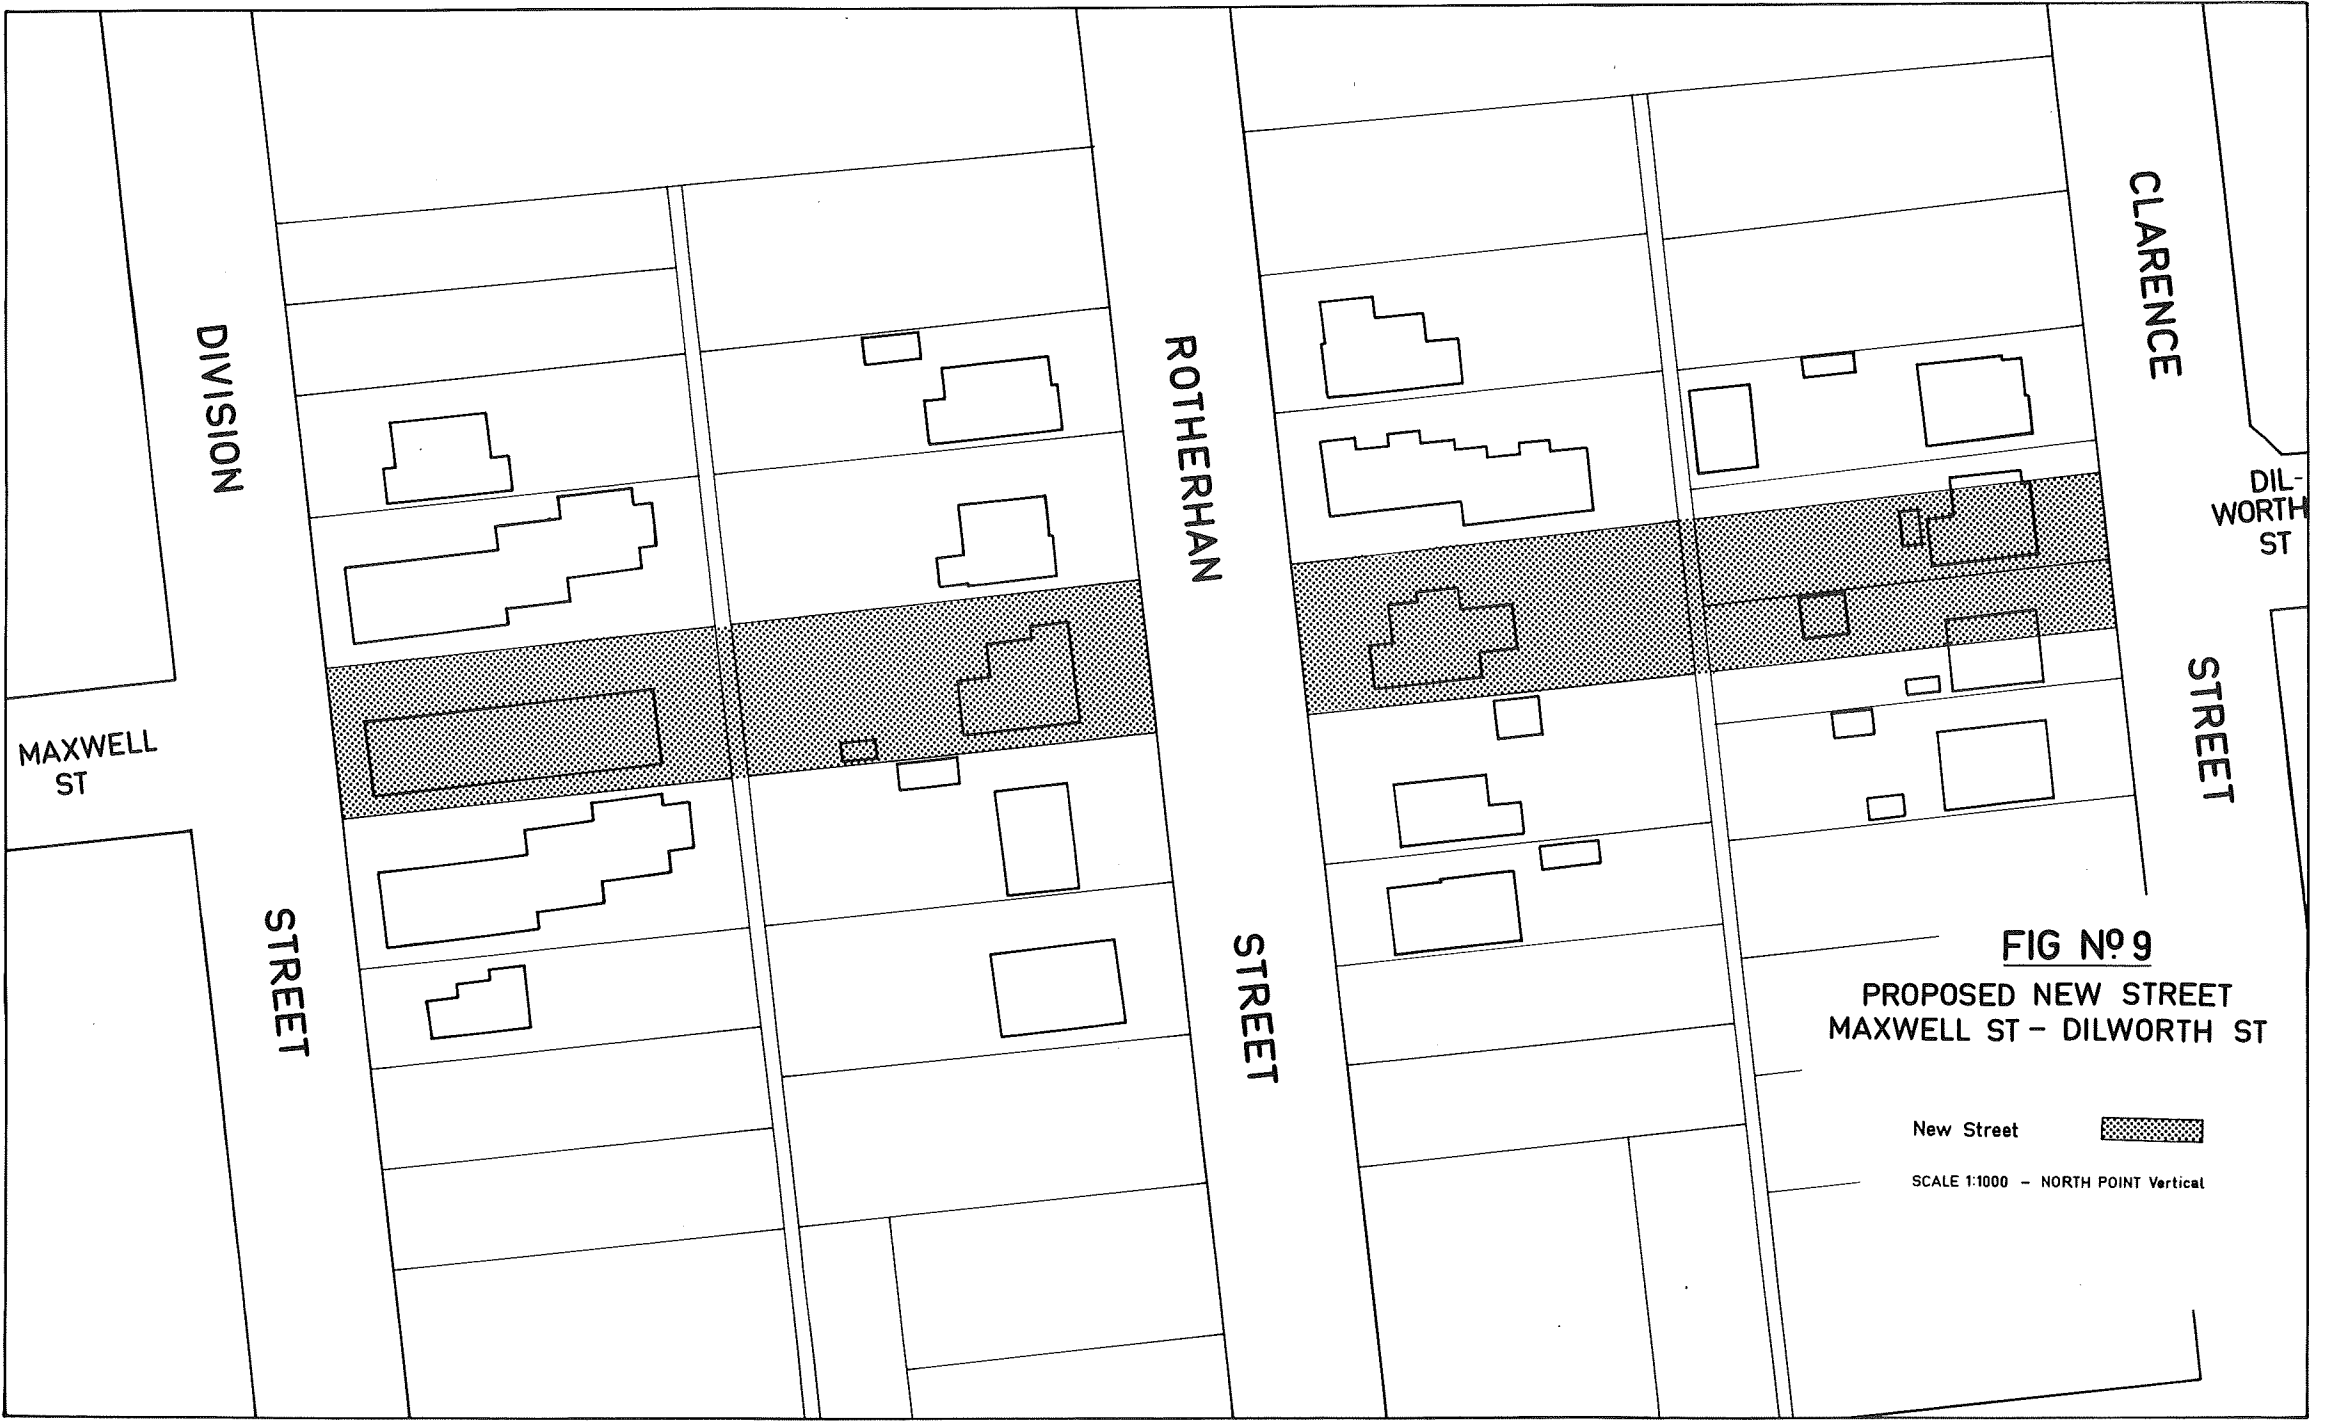 DIVISION
STREET
ROTHERHAN
STREET
CLARENCE
STREET
MAXWELL
ST
DIL-
WORTH
ST
FIG Nº 9
PROPOSED NEW STREET
MAXWELL ST – DILWORTH ST
New Street
SCALE 1:1000 – NORTH POINT Vertical